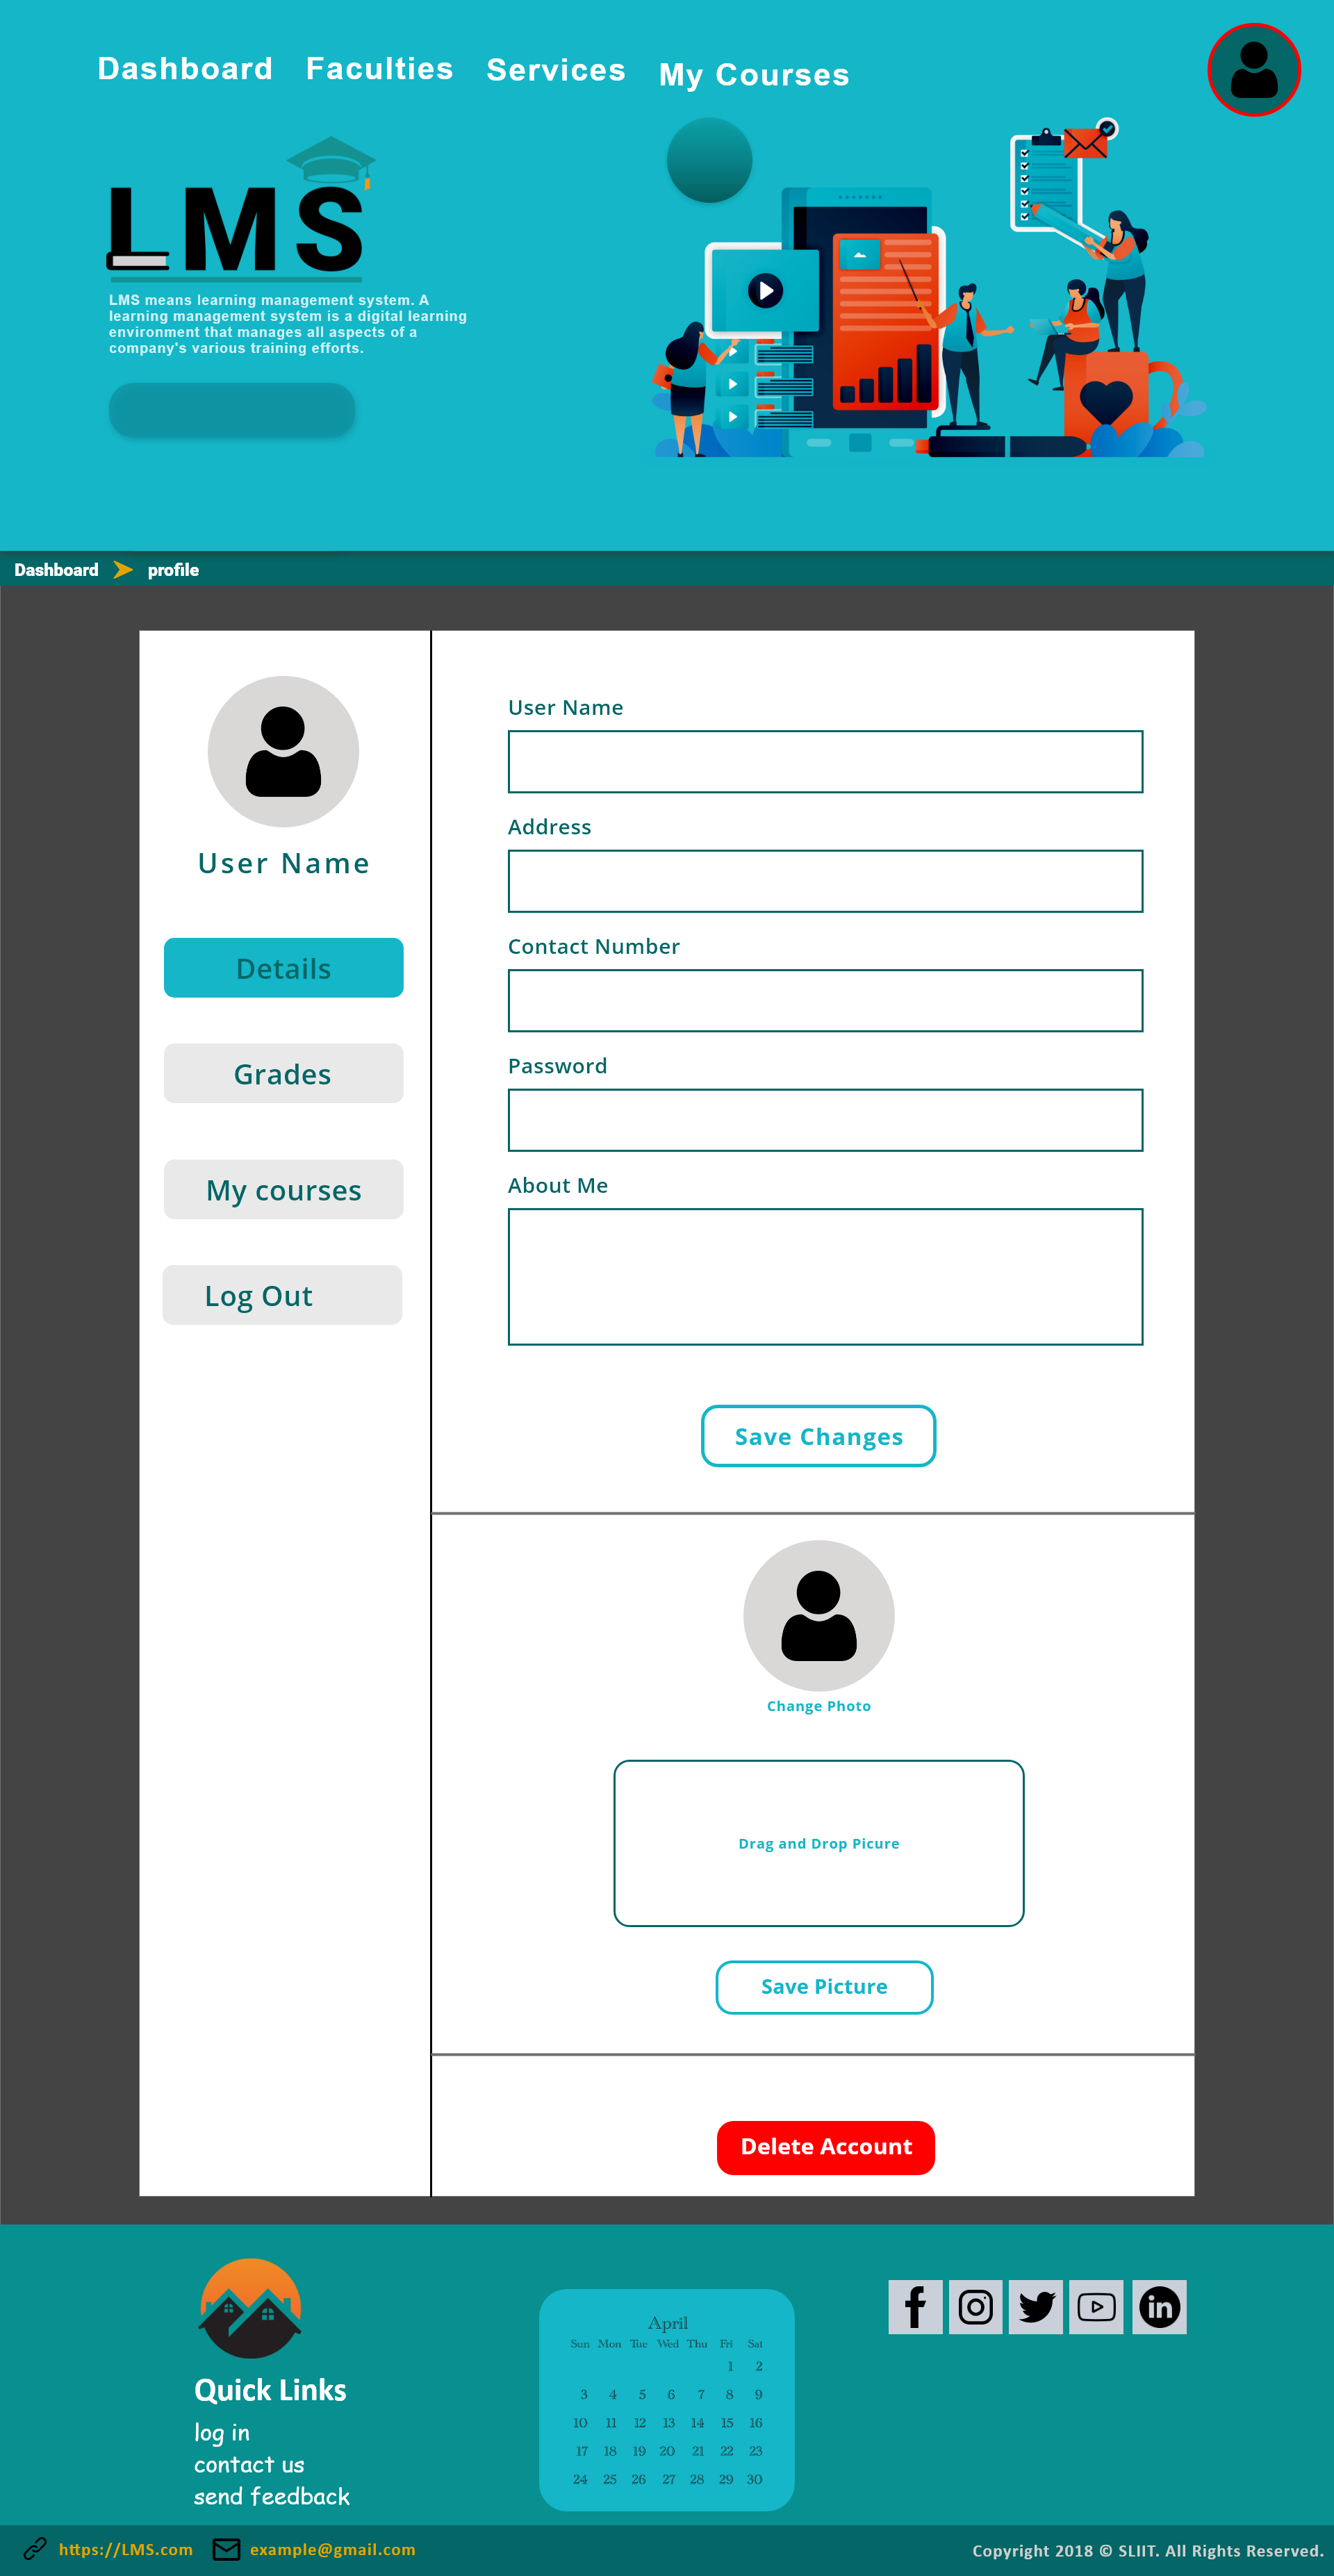 Dashboard Faculties Services My Courses
LMS
LMS means learning management system. A
learning management system is a digital learning
environment that manages all aspects of a
company's various training efforts.
Dashboard profile
User Name
Details
Grades
My courses
Log Out
User Name
Address
Contact Number
Password
About Me
Save Changes
Change Photo
Drag and Drop Picure
Save Picture
Delete Account
Quick Links
log in
contact us
send feedback
April
Sun Mon Tue Wed Thu Fri Sat
1 2
3 4 5 6 7 8 9
10 11 12 13 14 15 16
17 18 19 20 21 22 23
24 25 26 27 28 29 30
in
https://LMS.com example@gmail.com
Copyright 2018 © SLIIT. All Rights Reserved.